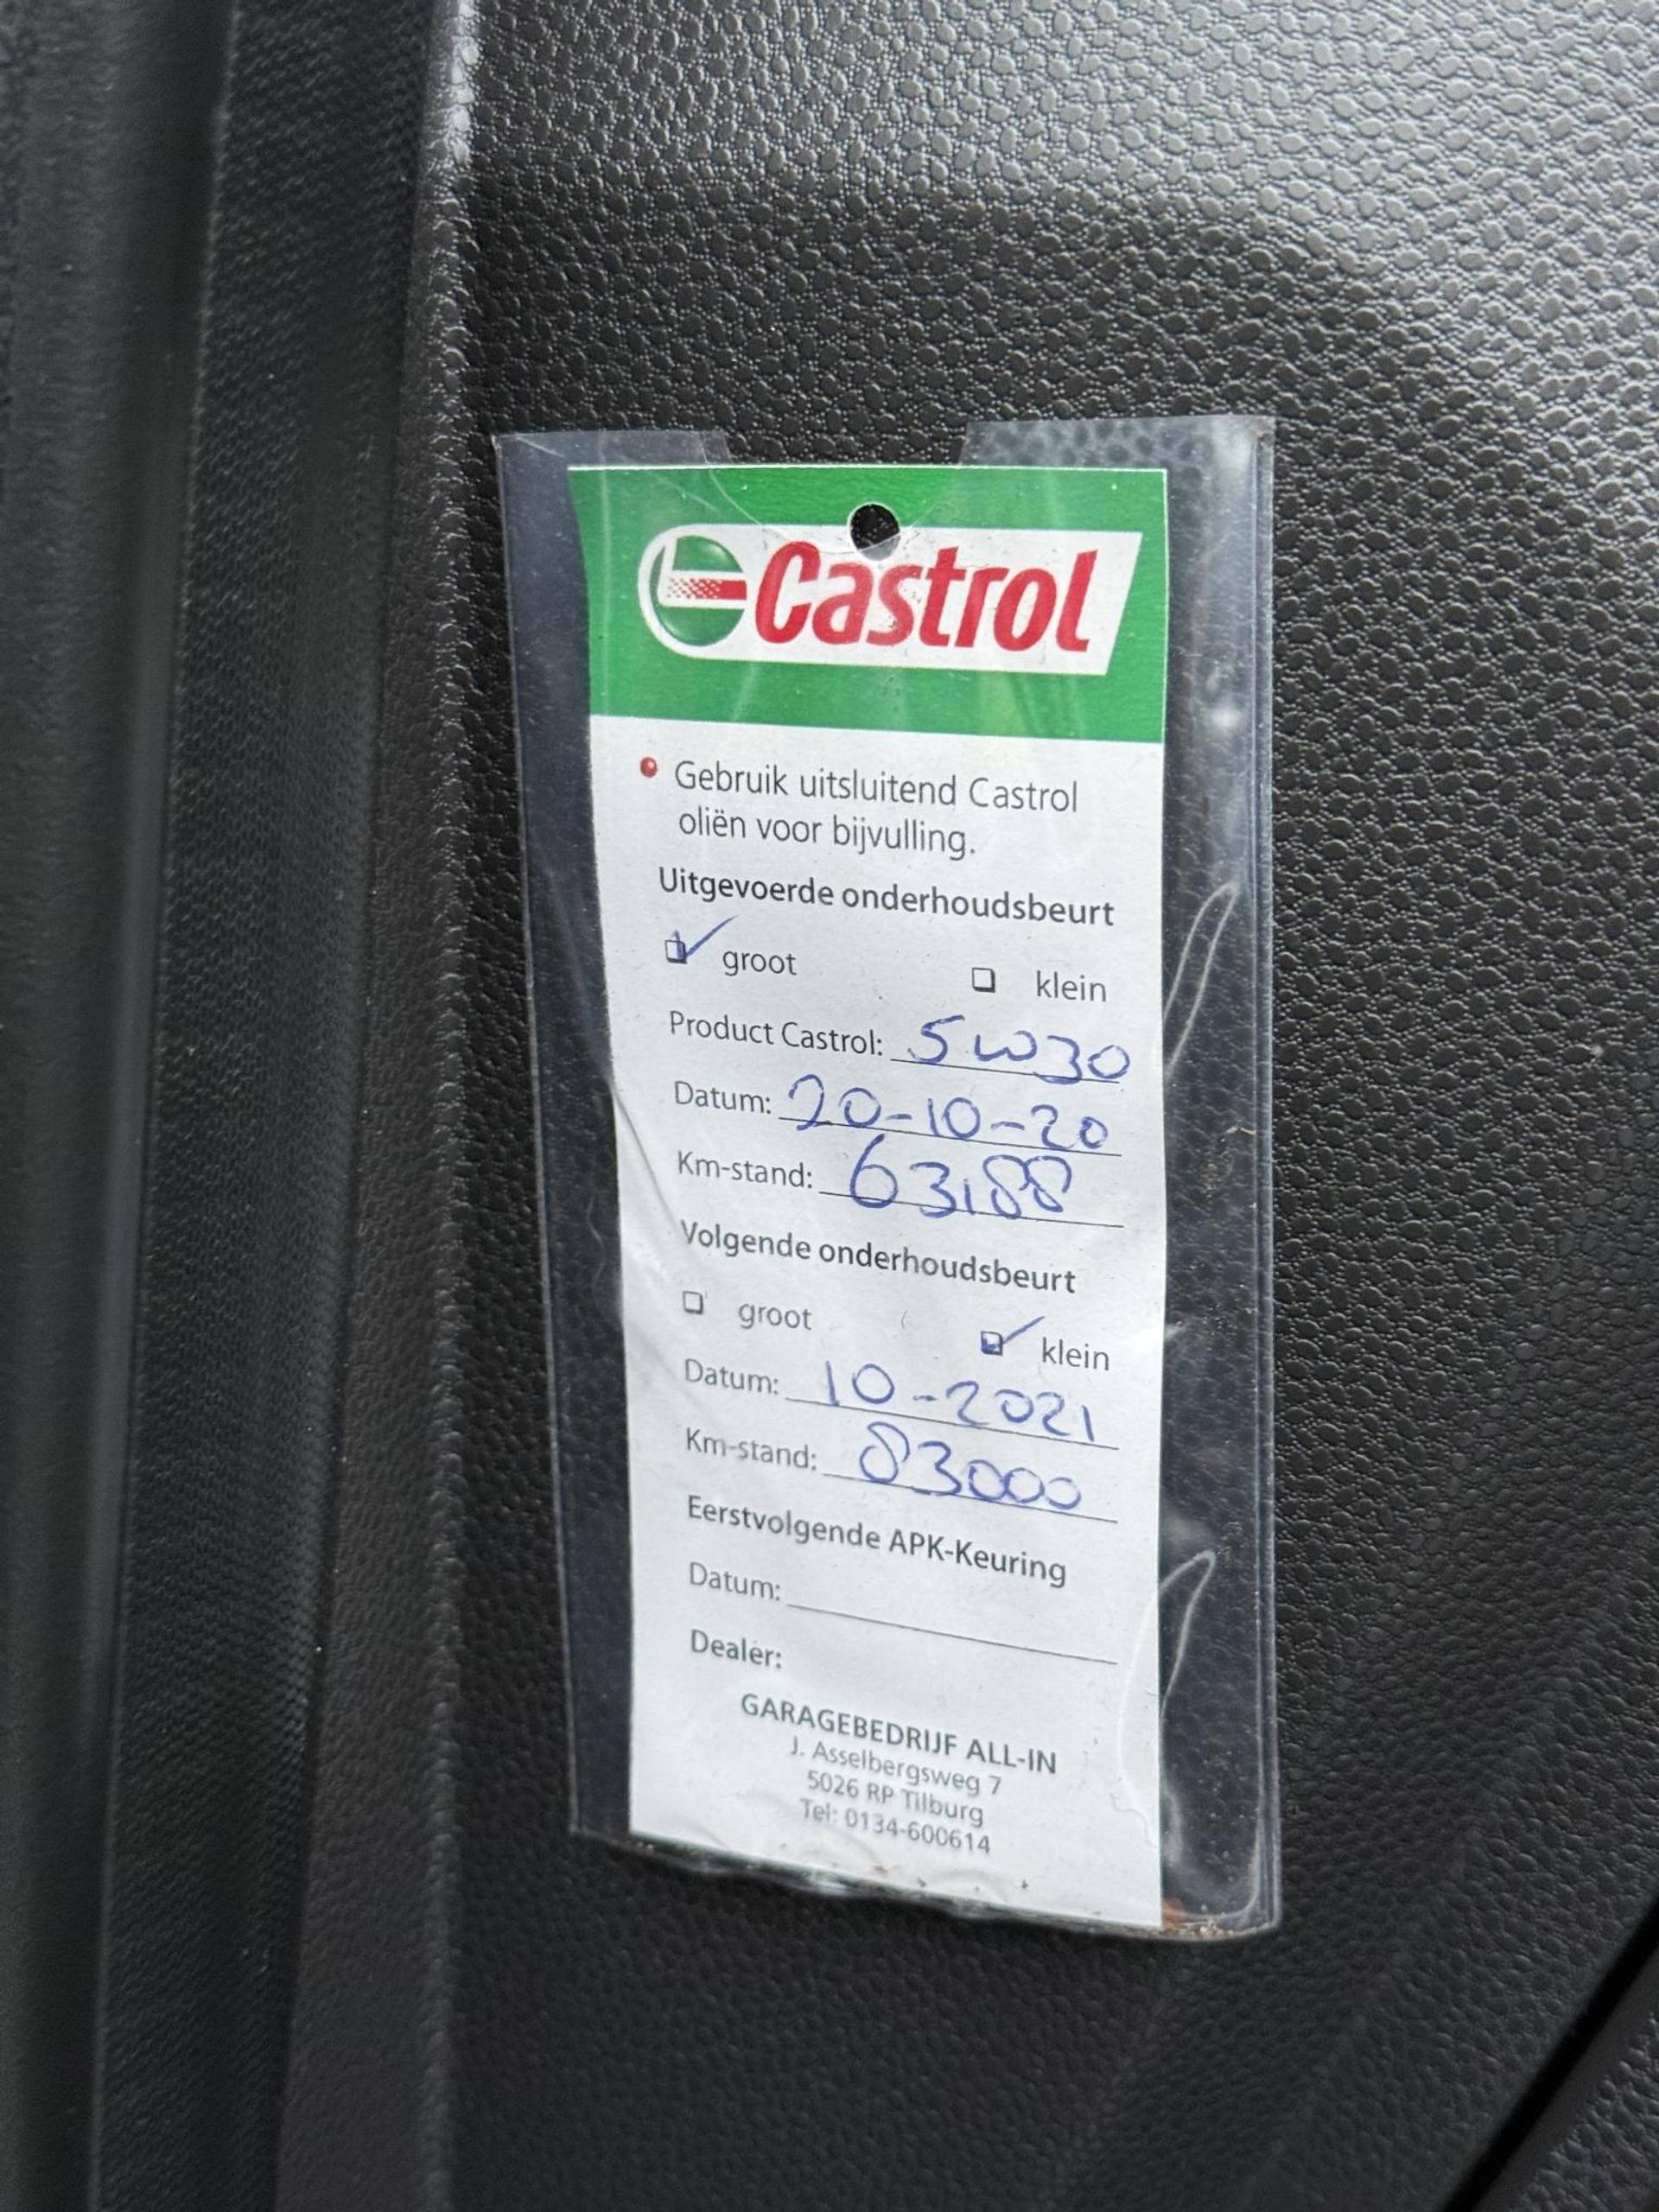 Castrol
Gebruik uitsluitend Castrol
oliën voor bijvulling.
Uitgevoerde onderhoudsbeurt
groot klein
Product Castrol: 5W30
Datum: 20-10-20
Km-stand: 63188
Volgende onderhoudsbeurt
groot klein
Datum: 10-2021
Km-stand: 83000
Eerstvolgende APK-Keuring
Datum:
Dealer:
GARAGEBEDRIJF ALL-IN
J. Asselbergsweg 7
5026 RP Tilburg
Tel: 0134-600614